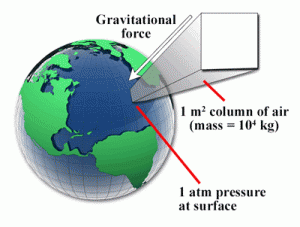 Gravitational
force
1 m² column of air
(mass = 10⁴ kg)
1 atm pressure
at surface